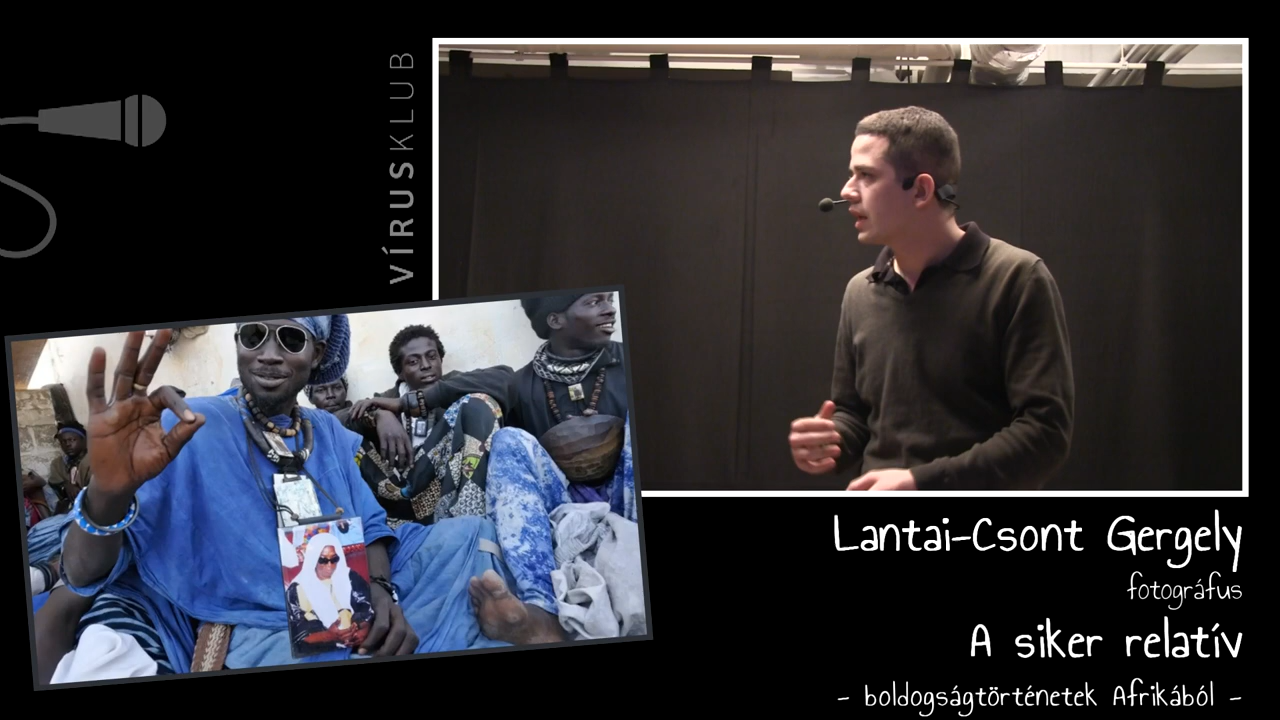 VÍRUSKLUB
Lantai-Csont Gergely
fotográfus
A siker relatív
- boldogságtörténetek Afrikából -